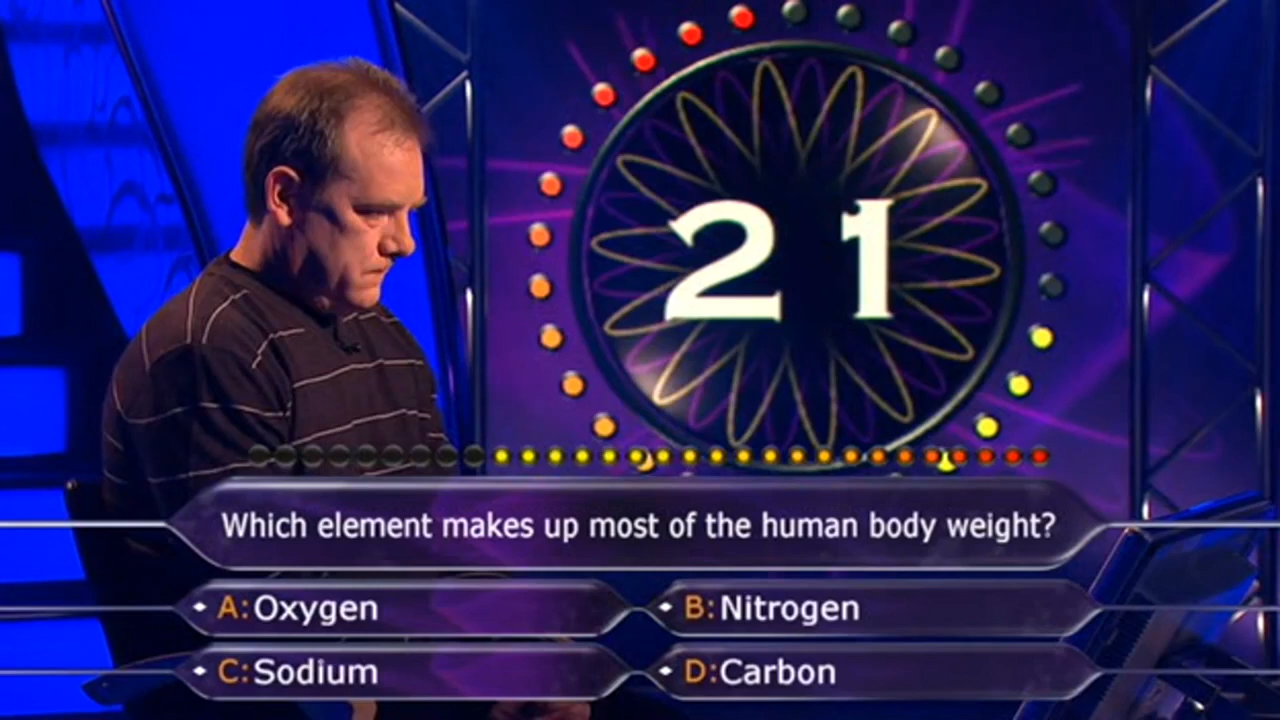 21
Which element makes up most of the human body weight?
A: Oxygen
B: Nitrogen
C: Sodium
D: Carbon